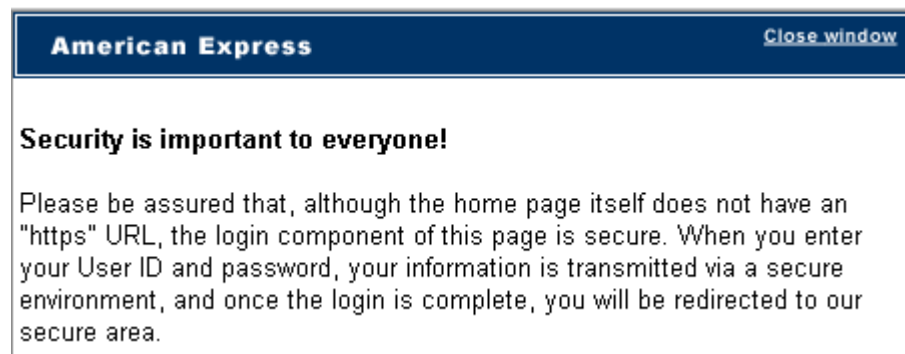 American Express
Close window
Security is important to everyone!
Please be assured that, although the home page itself does not have an
"https" URL, the login component of this page is secure. When you enter
your User ID and password, your information is transmitted via a secure
environment, and once the login is complete, you will be redirected to our
secure area.